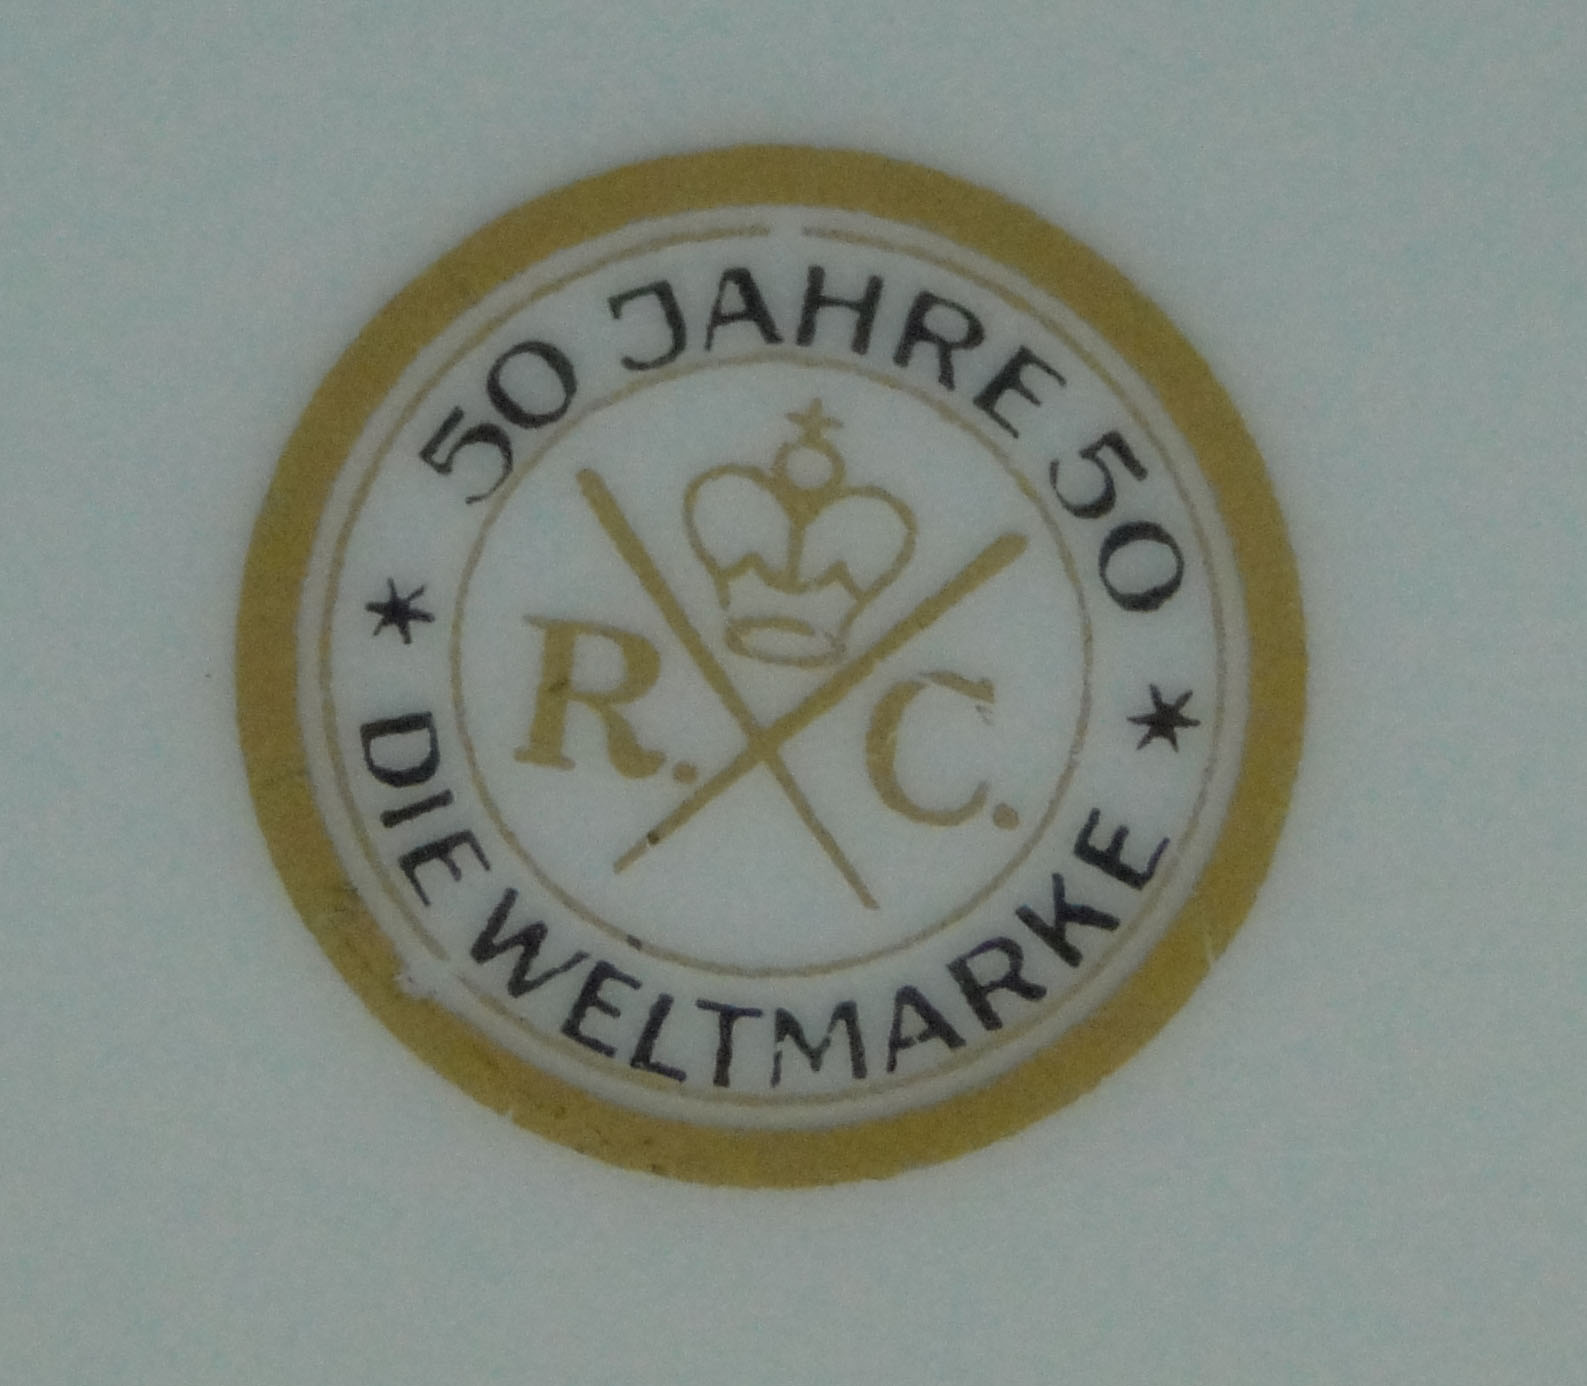 50 JAHRE 50
R. C.
* DIE WELTMARKE *